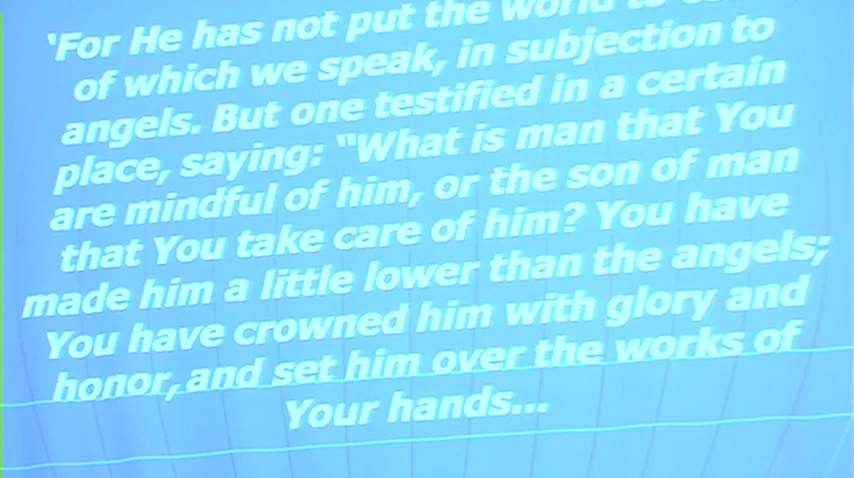 ‘For He has not put the world to
of which we speak, in subjection to
angels. But one testified in a certain
place, saying: “What is man that You
are mindful of him, or the son of man
that You take care of him? You have
made him a little lower than the angels;
You have crowned him with glory and
honor, and set him over the works of
Your hands...